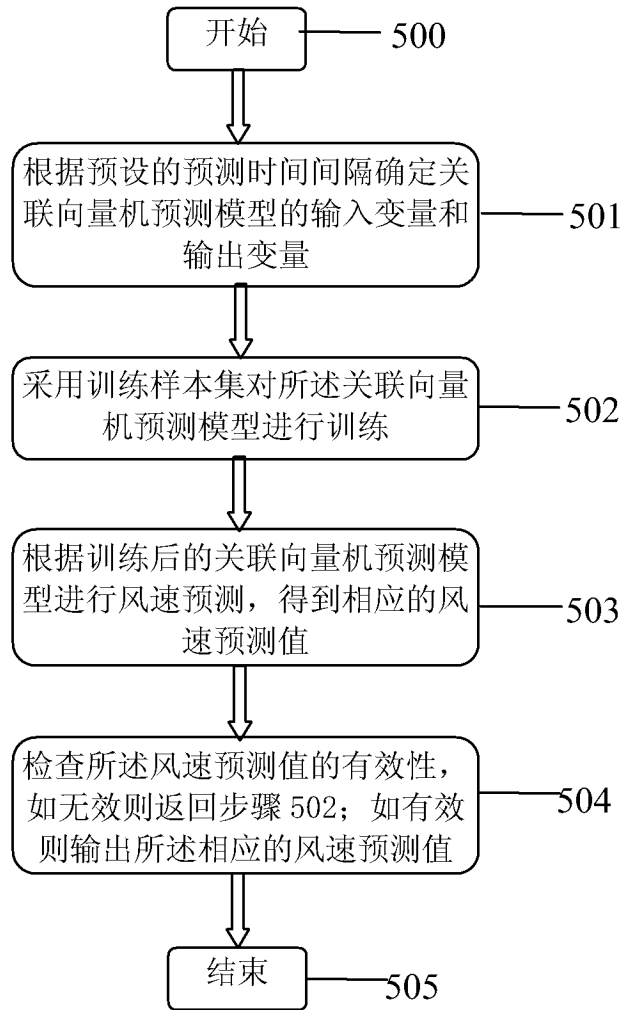 开始
500
根据预设的预测时间间隔确定关
联向量机预测模型的输入变量和
输出变量
501
采用训练样本集对所述关联向量
机预测模型进行训练
502
根据训练后的关联向量机预测模
型进行风速预测，得到相应的风
速预测值
503
检查所述风速预测值的有效性，
如无效则返回步骤 502；如有效
则输出所述相应的风速预测值
504
结束
505